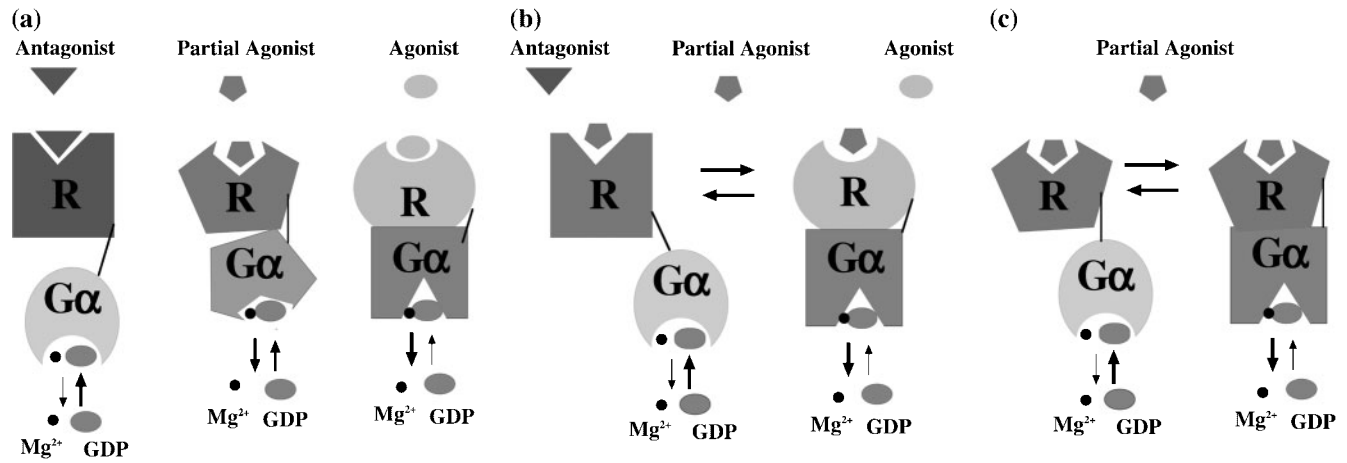 (a)
(b)
(c)
Antagonist
Partial Agonist
Agonist
Antagonist
Partial Agonist
Agonist
Partial Agonist
R
R
R
R
R
R
R
Gα
Gα
Gα
Gα
Gα
Gα
Gα
Mg²⁺ GDP
Mg²⁺ GDP
Mg²⁺ GDP
Mg²⁺ GDP
Mg²⁺ GDP
Mg²⁺ GDP
Mg²⁺ GDP